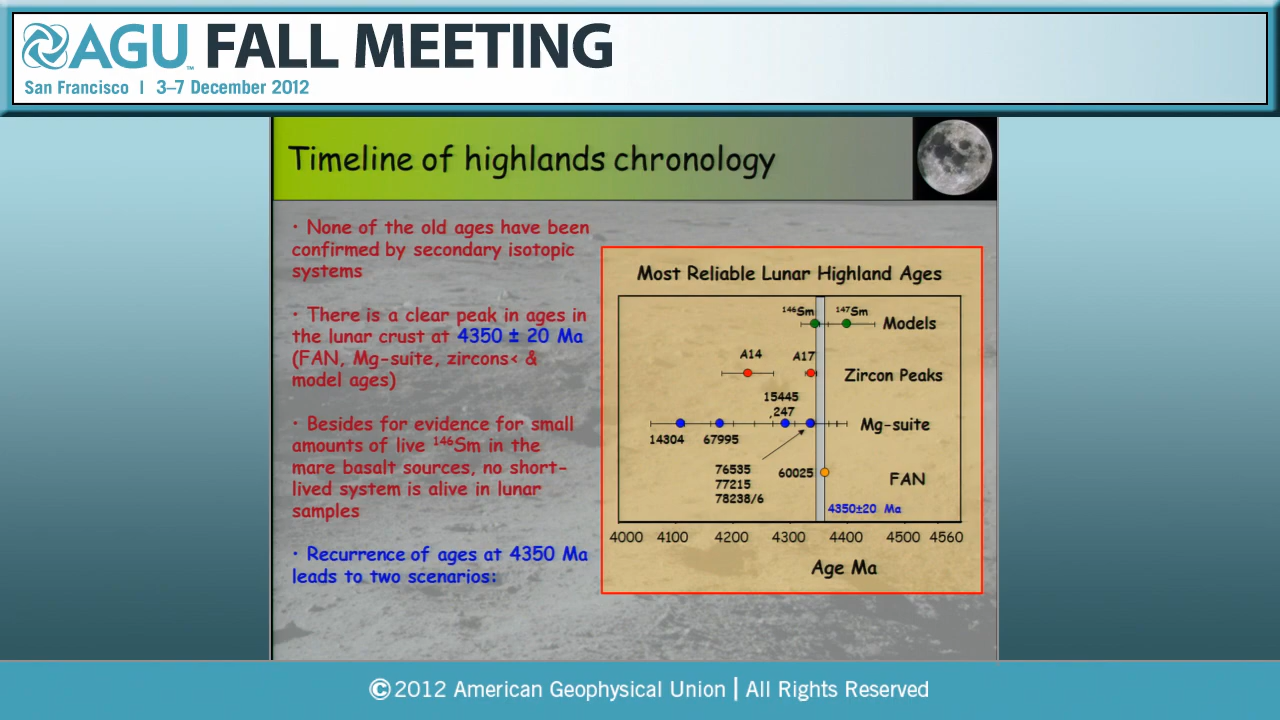 AGU FALL MEETING
San Francisco | 3–7 December 2012
Timeline of highlands chronology
• None of the old ages have been
confirmed by secondary isotopic
systems
• There is a clear peak in ages in
the lunar crust at 4350 ± 20 Ma
(FAN, Mg-suite, zircons< &
model ages)
• Besides for evidence for small
amounts of live ¹⁴⁶Sm in the
mare basalt sources, no short-
lived system is alive in lunar
samples
• Recurrence of ages at 4350 Ma
leads to two scenarios:
Most Reliable Lunar Highland Ages
¹⁴⁶Sm ¹⁴⁷Sm
Models
A14 A17
Zircon Peaks
15445
,247
Mg-suite
14304 67995
76535
77215
78238/6
60025
FAN
4350±20 Ma
4000 4100 4200 4300 4400 4500 4560
Age Ma
©2012 American Geophysical Union | All Rights Reserved